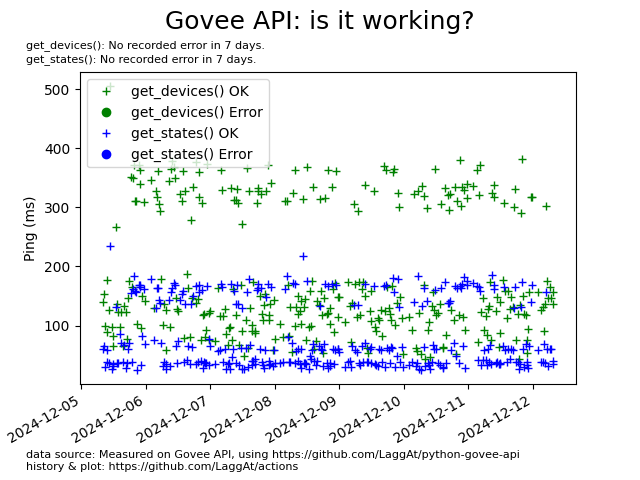 Govee API: is it working?
get_devices(): No recorded error in 7 days.
get_states(): No recorded error in 7 days.
get_devices() OK
get_devices() Error
get_states() OK
get_states() Error
500
400
300
200
100
Ping (ms)
2024-12-05
2024-12-06
2024-12-07
2024-12-08
2024-12-09
2024-12-10
2024-12-11
2024-12-12
data source: Measured on Govee API, using https://github.com/LaggAt/python-govee-api
history & plot: https://github.com/LaggAt/actions